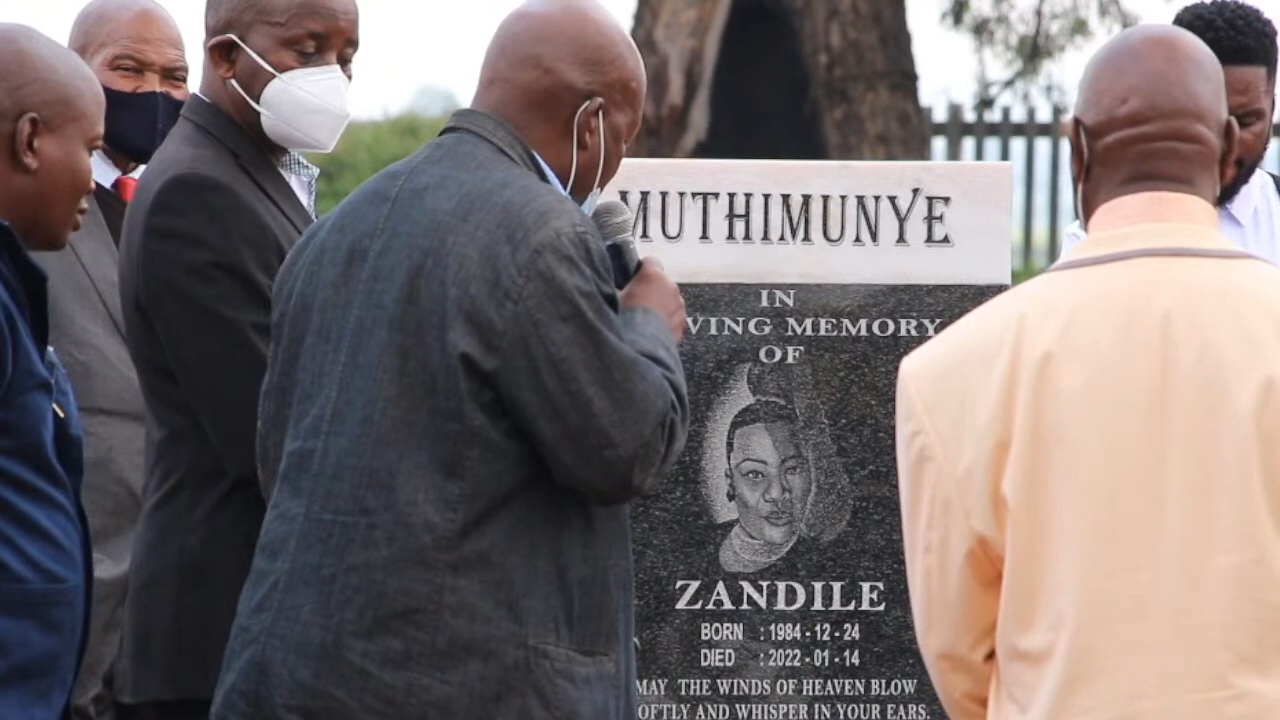 MUTHIMUNYE
IN
VING MEMORY
OF
ZANDILE
BORN : 1984 - 12 - 24
DIED : 2022 - 01 - 14
MAY THE WINDS OF HEAVEN BLOW
OFTLY AND WHISPER IN YOUR EARS.